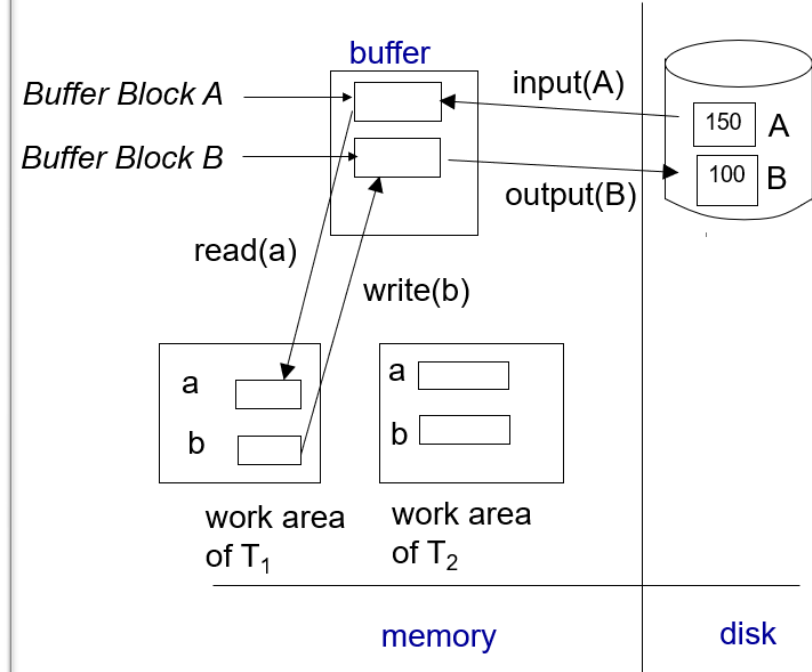 buffer
Buffer Block A
input(A)
150 A
Buffer Block B
100 B
output(B)
read(a)
write(b)
a
b
a
b
work area
of T₁
work area
of T₂
memory
disk